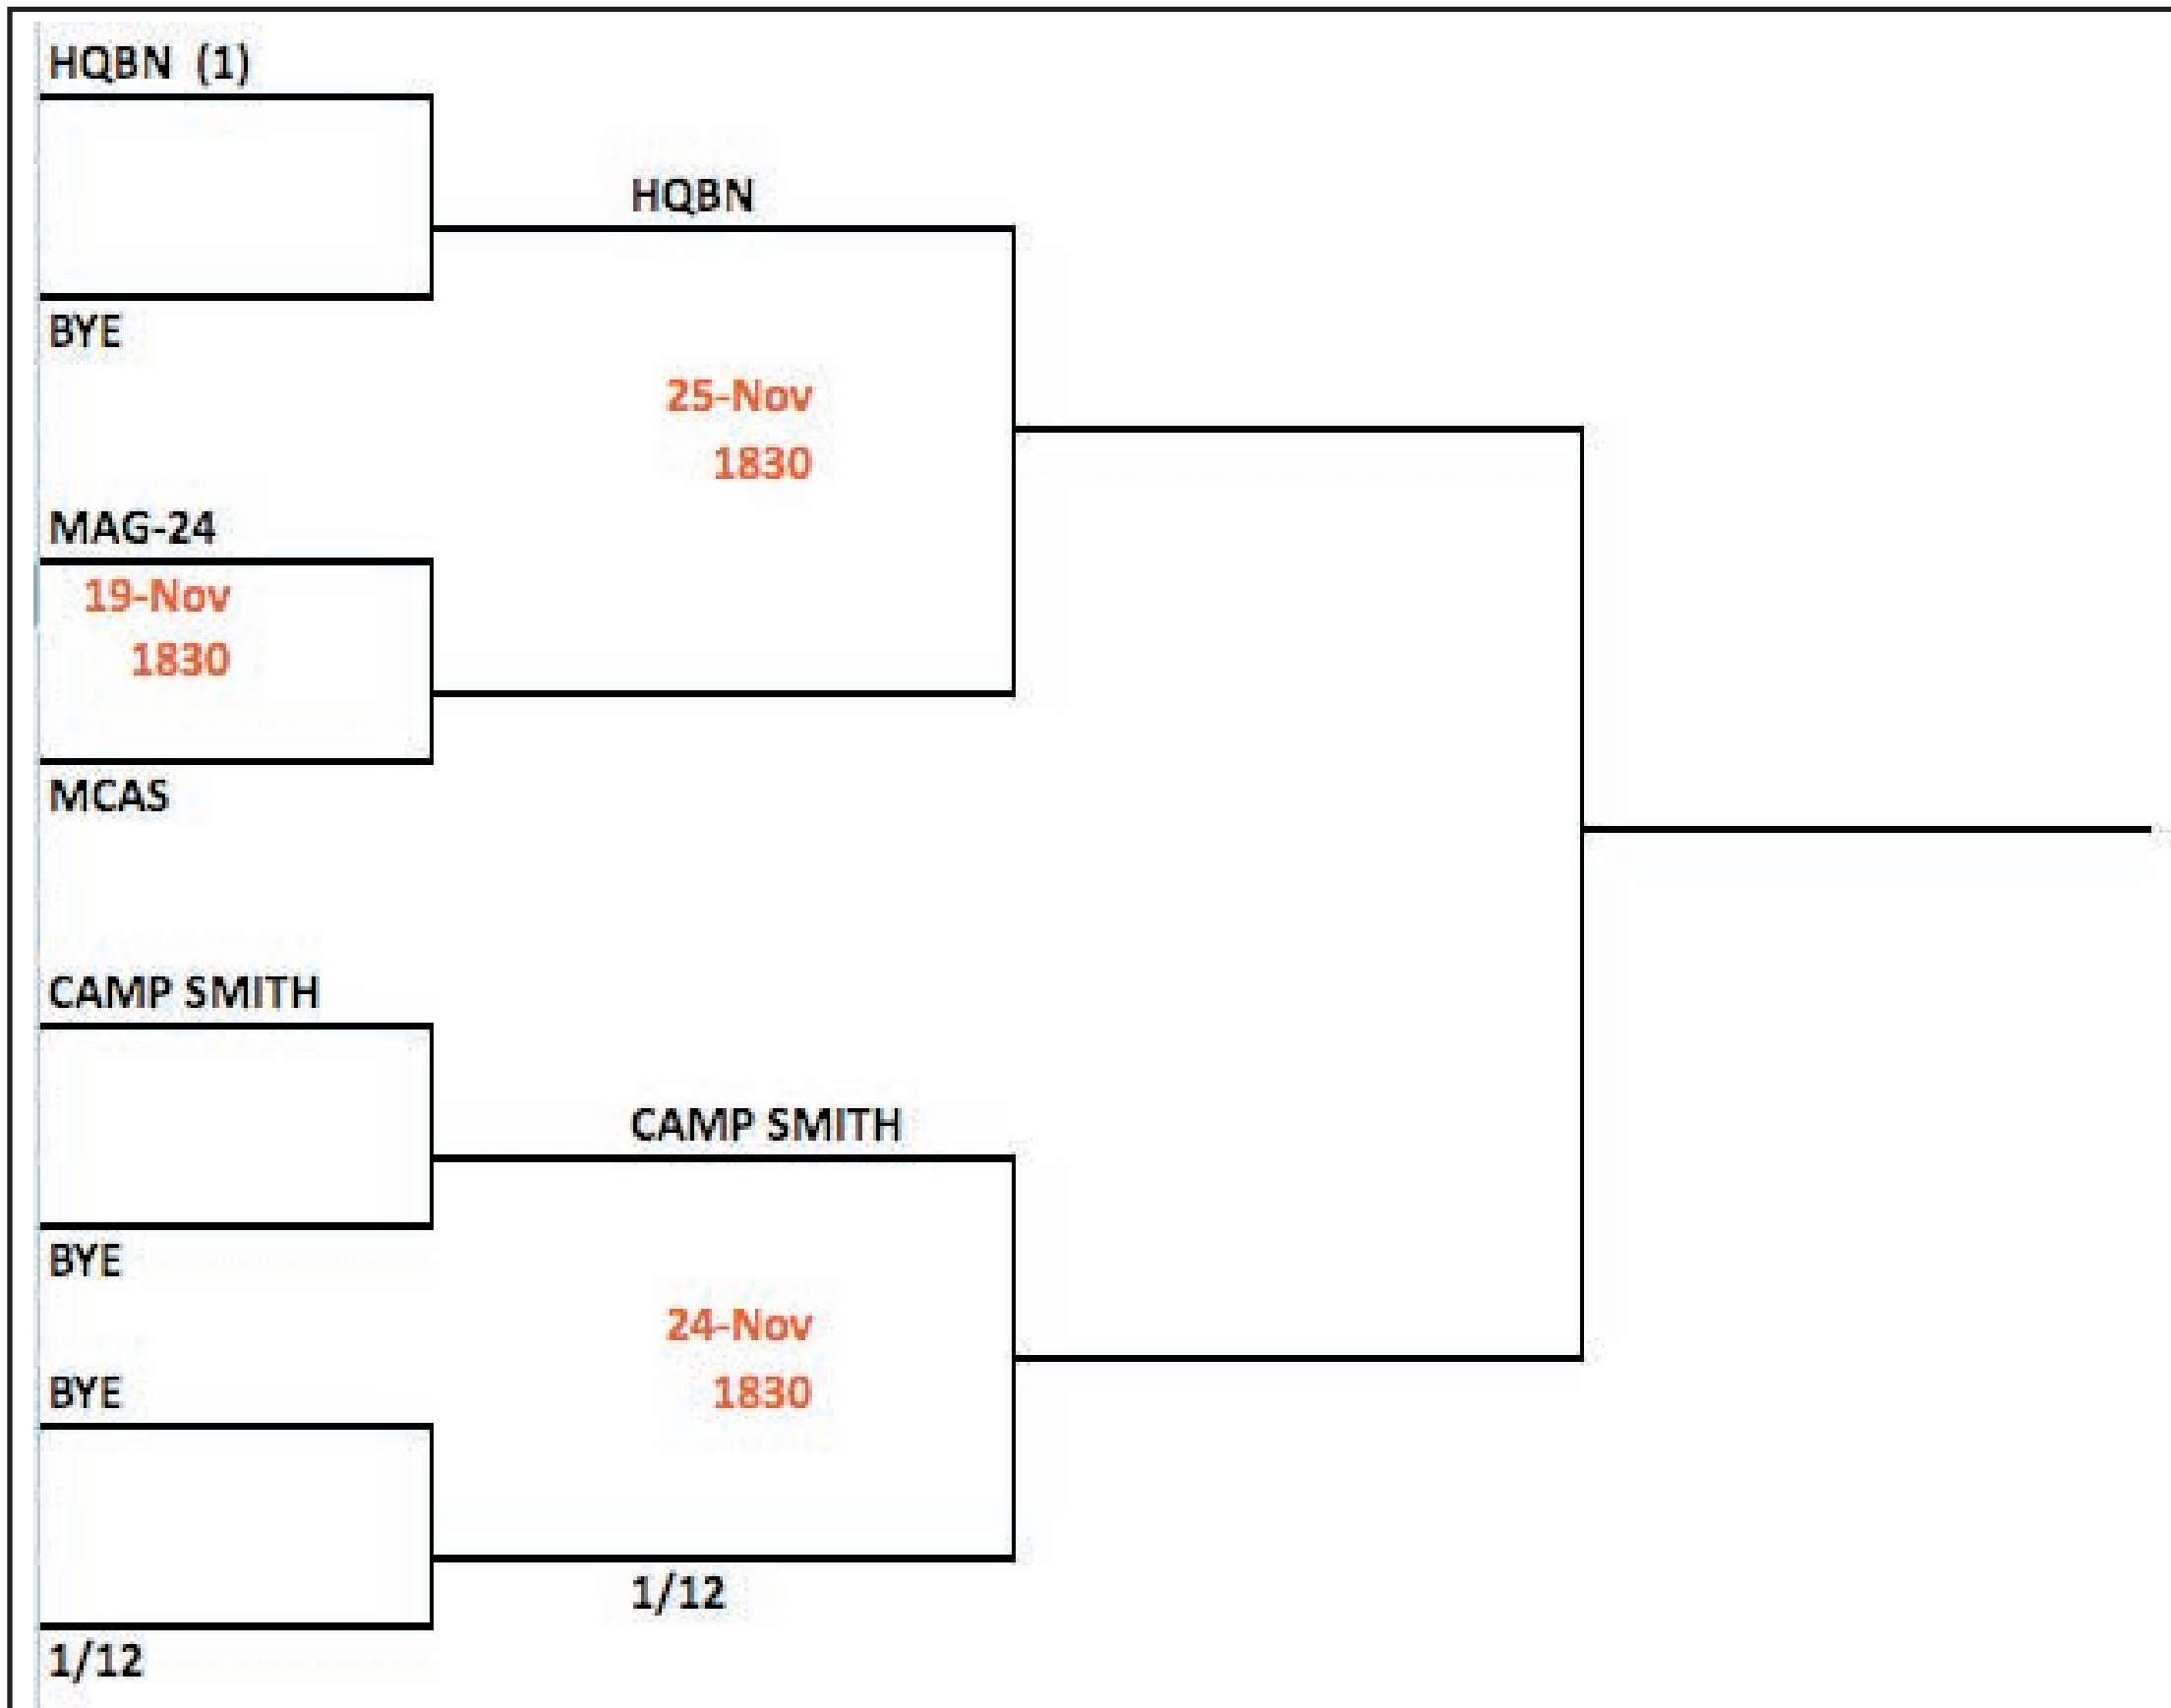 HQBN (1)
HQBN
BYE
25-Nov
1830
MAG-24
19-Nov
1830
MCAS
CAMP SMITH
CAMP SMITH
BYE
24-Nov
1830
BYE
1/12
1/12